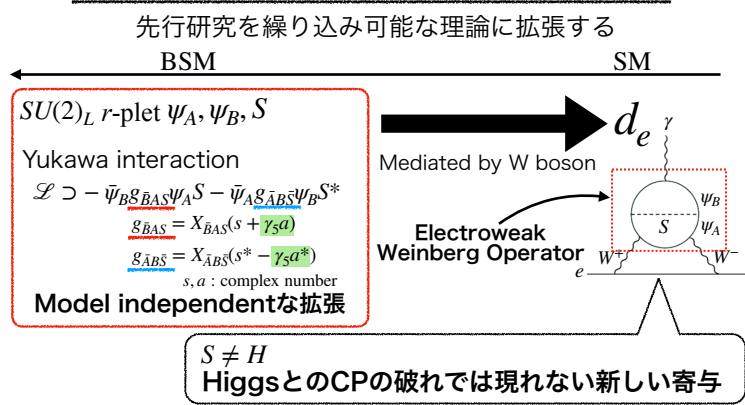 先行研究を繰り込み可能な理論に拡張する
BSM
SM
SU(2)_L r-plet ψ_A, ψ_B, S
Yukawa interaction
ℒ ⊃ − ψ̄_B g_{B̄AS} ψ_A S − ψ̄_A g_{ĀBS̄} ψ_B S*
g_{B̄AS} = X_{B̄AS}(s + γ_5 a)
g_{ĀBS̄} = X_{ĀBS̄}(s* − γ_5 a*)
s, a : complex number
Model independentな拡張
d_e
Mediated by W boson
Electroweak
Weinberg Operator
γ
ψ_B
S
ψ_A
W⁺
W⁻
e
S ≠ H
HiggsとのCPの破れでは現れない新しい寄与